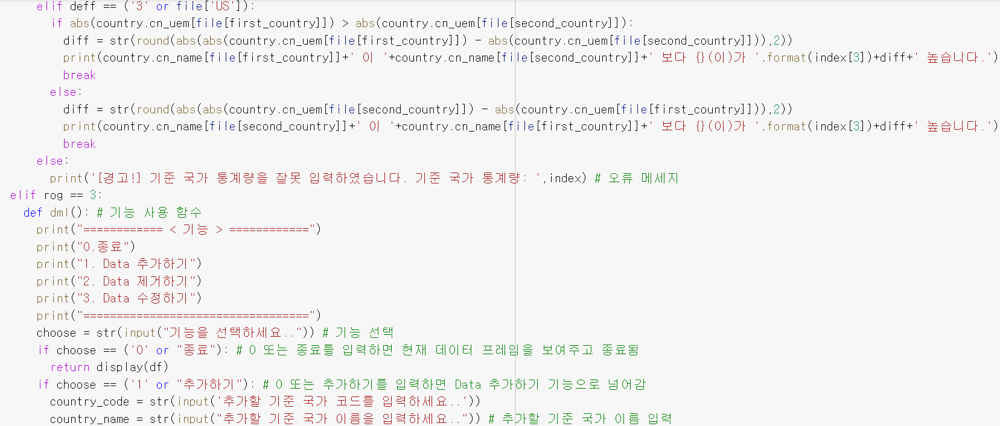 elif deff == ('3' or file['US']):
if abs(country.cn_uem[file[first_country]]) > abs(country.cn_uem[file[second_country]]):
diff = str(round(abs(abs(country.cn_uem[file[first_country]]) - abs(country.cn_uem[file[second_country]])),2))
print(country.cn_name[file[first_country]]+' 이 '+country.cn_name[file[second_country]]+' 보다 {}(이)가 '.format(index[3])+diff+' 높습니다.')
break
else:
diff = str(round(abs(abs(country.cn_uem[file[second_country]]) - abs(country.cn_uem[file[first_country]])),2))
print(country.cn_name[file[second_country]]+' 이 '+country.cn_name[file[first_country]]+' 보다 {}(이)가 '.format(index[3])+diff+' 높습니다.')
break
else:
print('[경고!] 기준 국가 통계량을 잘못 입력하였습니다. 기준 국가 통계량: ',index) # 오류 메세지
elif rog == 3:
def dml(): # 기능 사용 함수
print("============ < 기능 > ============")
print("0.종료")
print("1. Data 추가하기")
print("2. Data 제거하기")
print("3. Data 수정하기")
print("==================================")
choose = str(input("기능을 선택하세요..")) # 기능 선택
if choose == ('0' or "종료"): # 0 또는 종료를 입력하면 현재 데이터 프레임을 보여주고 종료됨
return display(df)
if choose == ('1' or "추가하기"): # 0 또는 추가하기를 입력하면 Data 추가하기 기능으로 넘어감
country_code = str(input('추가할 기준 국가 코드를 입력하세요..'))
country_name = str(input("추가할 기준 국가 이름을 입력하세요..")) # 추가할 기준 국가 이름 입력